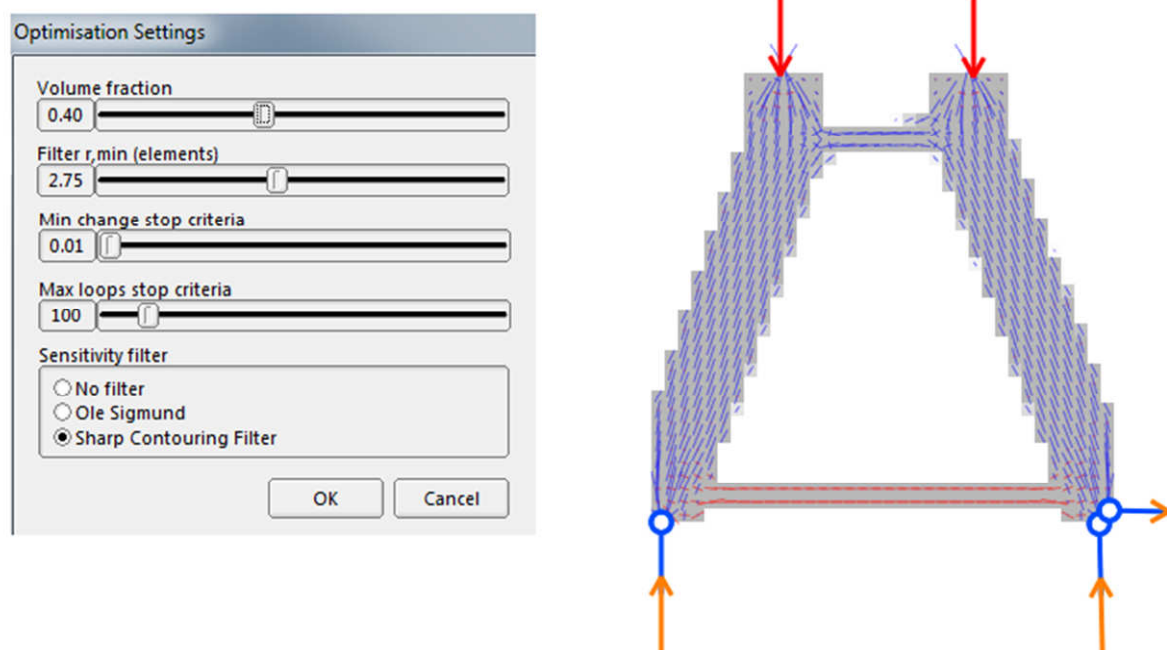 Optimisation Settings
Volume fraction
0.40
Filter r,min (elements)
2.75
Min change stop criteria
0.01
Max loops stop criteria
100
Sensitivity filter
No filter
Ole Sigmund
Sharp Contouring Filter
OK Cancel